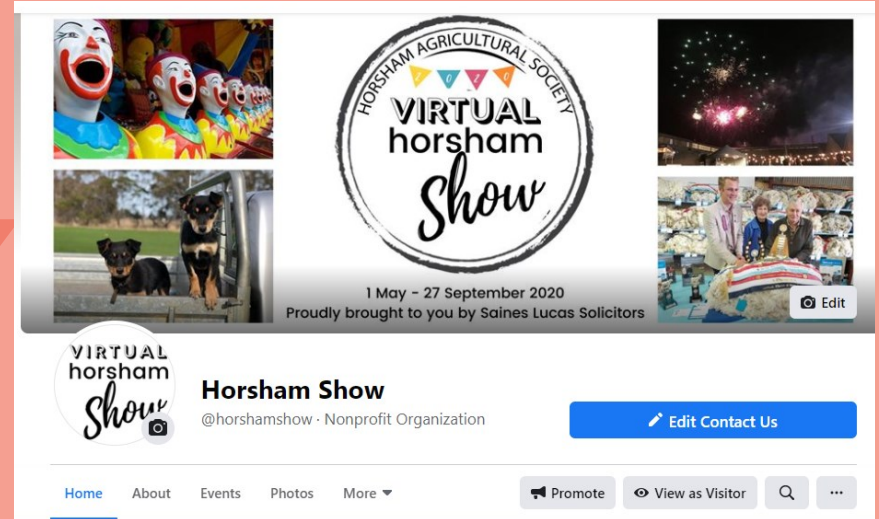 HORSHAM AGRICULTURAL SOCIETY
2020
VIRTUAL
horsham
Show
1 May - 27 September 2020
Proudly brought to you by Saines Lucas Solicitors
Edit
VIRTUAL
horsham
Show
Horsham Show
@horshamshow · Nonprofit Organization
Edit Contact Us
Home About Events Photos More
Promote View as Visitor ...